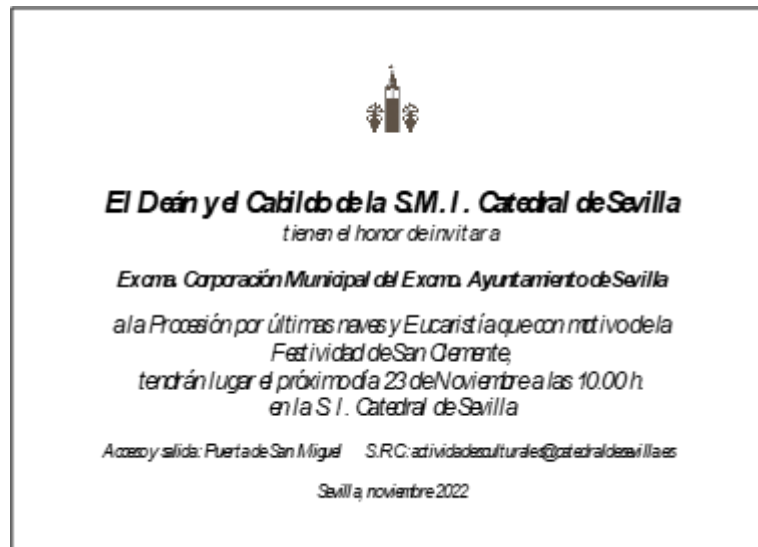 El Deán y el Cabildo de la S.M. I. Catedral de Sevilla
tienen el honor de invitar a
Excma. Corporación Municipal del Excmo. Ayuntamiento de Sevilla
a la Procesión por últimas naves y Eucaristía que con motivo de la
Festividad de San Clemente,
tendrán lugar el próximo día 23 de Noviembre a las 10.00 h.
en la S I. Catedral de Sevilla
Acceso y salida: Puerta de San Miguel S.R.C: actividadesculturales@catedraldesevilla.es
Sevilla, noviembre 2022